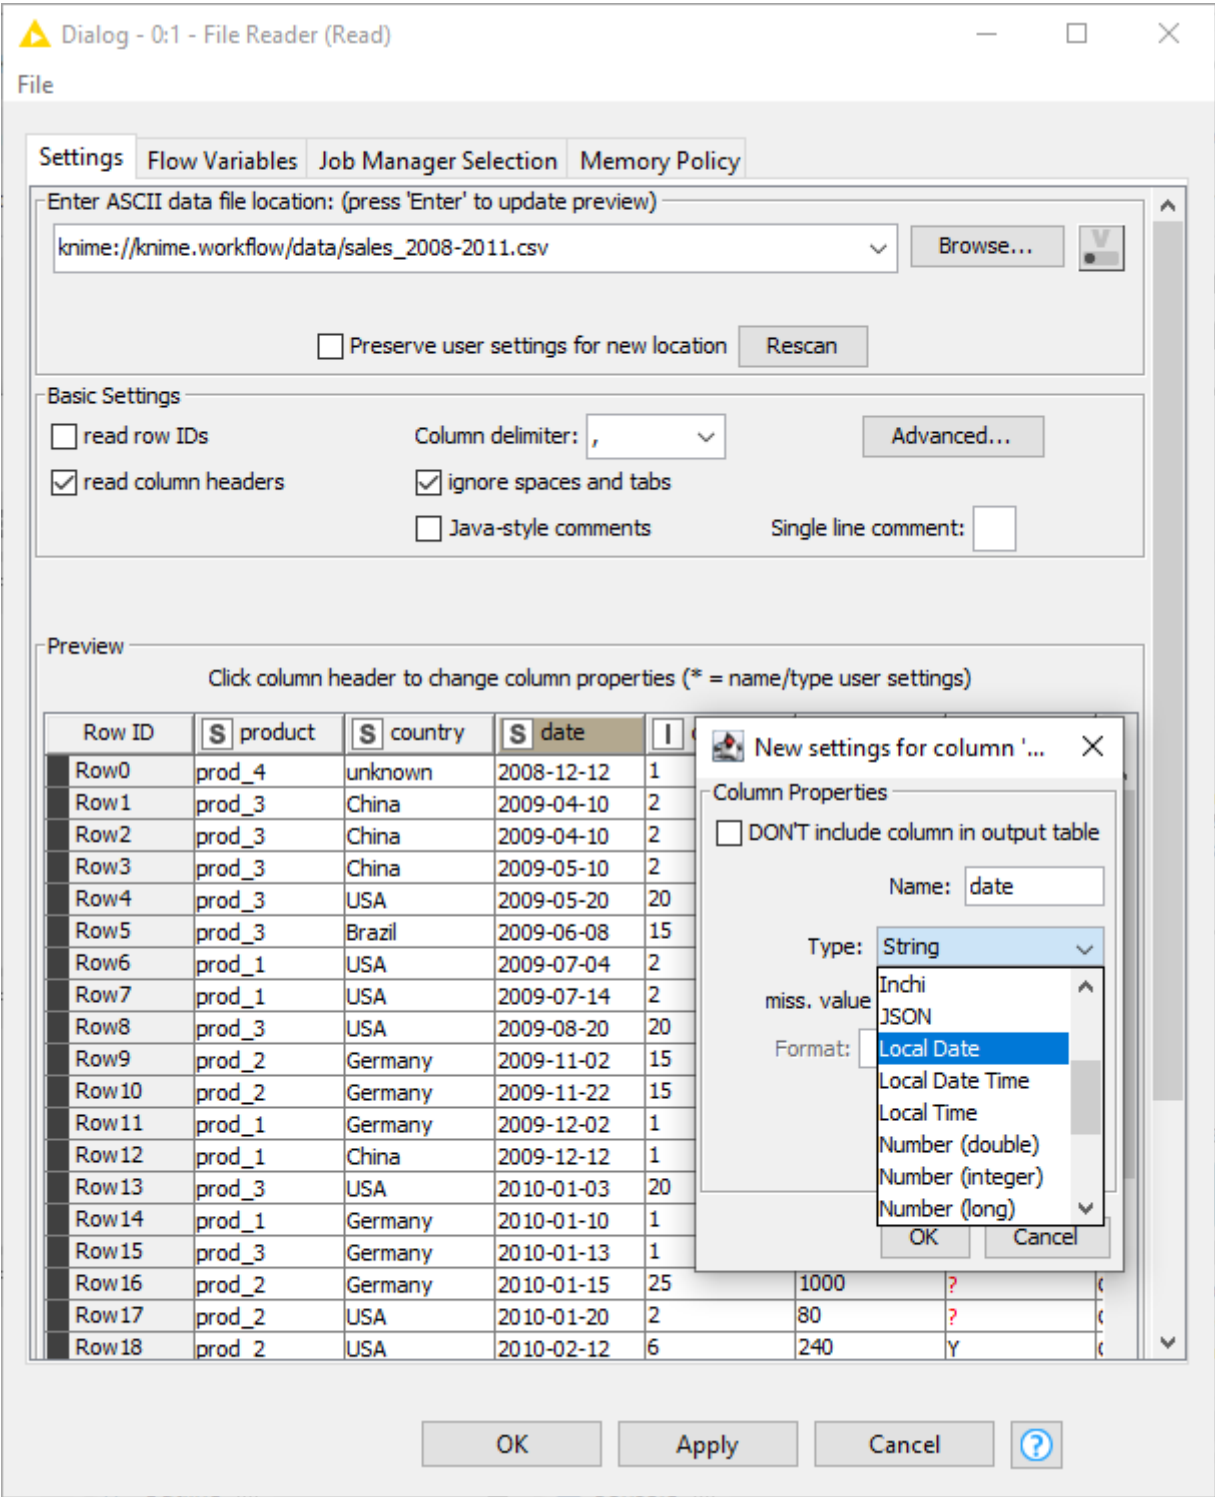 Dialog - 0:1 - File Reader (Read)
File
Settings Flow Variables Job Manager Selection Memory Policy
Enter ASCII data file location: (press 'Enter' to update preview)
knime://knime.workflow/data/sales_2008-2011.csv Browse... V
Preserve user settings for new location Rescan
Basic Settings
read row IDs Column delimiter: , Advanced...
read column headers ignore spaces and tabs
Java-style comments Single line comment:
Preview
Click column header to change column properties (* = name/type user settings)
Row ID S product S country S date I
Row0 prod_4 unknown 2008-12-12 1
Row1 prod_3 China 2009-04-10 2
Row2 prod_3 China 2009-04-10 2
Row3 prod_3 China 2009-05-10 2
Row4 prod_3 USA 2009-05-20 20
Row5 prod_3 Brazil 2009-06-08 15
Row6 prod_1 USA 2009-07-04 2
Row7 prod_1 USA 2009-07-14 2
Row8 prod_3 USA 2009-08-20 20
Row9 prod_2 Germany 2009-11-02 15
Row10 prod_2 Germany 2009-11-22 15
Row11 prod_1 Germany 2009-12-02 1
Row12 prod_1 China 2009-12-12 1
Row13 prod_3 USA 2010-01-03 20
Row14 prod_1 Germany 2010-01-10 1
Row15 prod_3 Germany 2010-01-13 1
Row16 prod_2 Germany 2010-01-15 25 1000 ?
Row17 prod_2 USA 2010-01-20 2 80 ?
Row18 prod_2 USA 2010-02-12 6 240 Y
New settings for column '...
Column Properties
DON'T include column in output table
Name: date
Type: String
miss. value
Format:
Inchi
JSON
Local Date
Local Date Time
Local Time
Number (double)
Number (integer)
Number (long)
OK Cancel
OK Apply Cancel ?